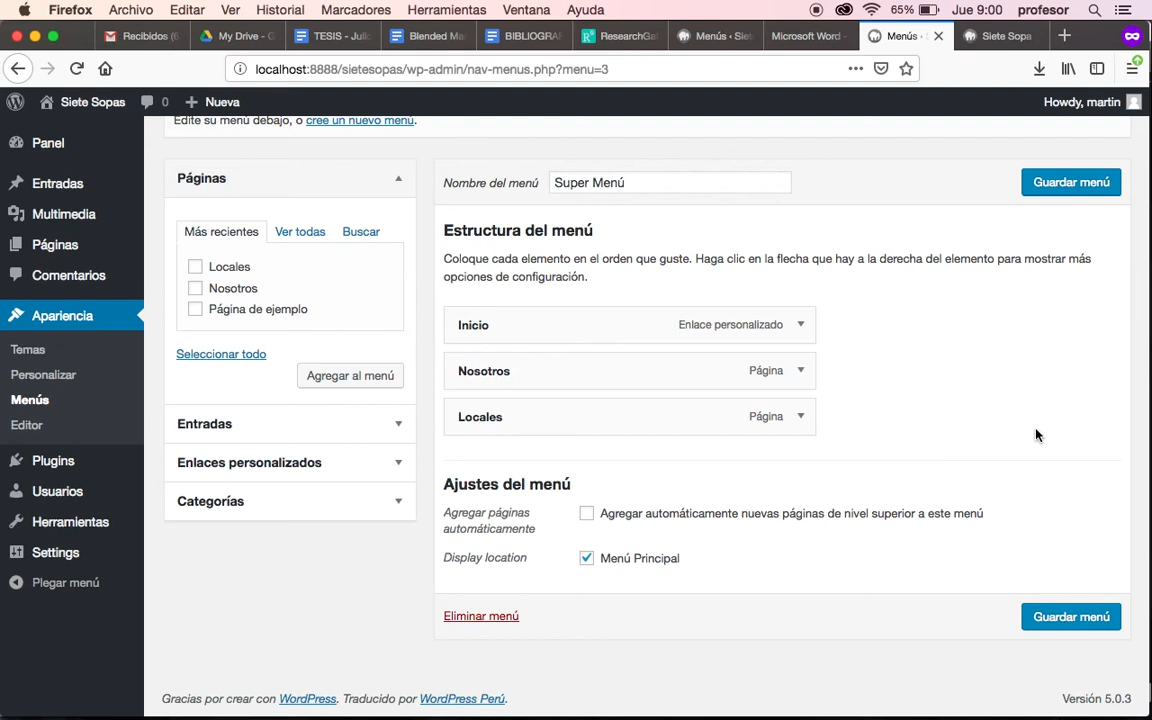 Firefox Archivo Editar Ver Historial Marcadores Herramientas Ventana Ayuda 65% Jue 9:00 profesor
Recibidos (6 My Drive - G TESIS - Juli Blended Ma BIBLIOGRA ResearchGa Menús ‹ Siet Microsoft Word - Menús ‹ S Siete Sopa
localhost:8888/sietesopas/wp-admin/nav-menus.php?menu=3
Siete Sopas 0 Nueva Howdy, martin
Edite su menú debajo, o cree un nuevo menú.
Panel
Entradas
Multimedia
Páginas
Comentarios
Apariencia
Temas
Personalizar
Menús
Editor
Plugins
Usuarios
Herramientas
Settings
Plegar menú
Páginas
Más recientes Ver todas Buscar
Locales
Nosotros
Página de ejemplo
Seleccionar todo
Agregar al menú
Entradas
Enlaces personalizados
Categorías
Nombre del menú Super Menú Guardar menú
Estructura del menú
Coloque cada elemento en el orden que guste. Haga clic en la flecha que hay a la derecha del elemento para mostrar más
opciones de configuración.
Inicio Enlace personalizado
Nosotros Página
Locales Página
Ajustes del menú
Agregar páginas
automáticamente
Agregar automáticamente nuevas páginas de nivel superior a este menú
Display location Menú Principal
Eliminar menú Guardar menú
Gracias por crear con WordPress. Traducido por WordPress Perú. Versión 5.0.3